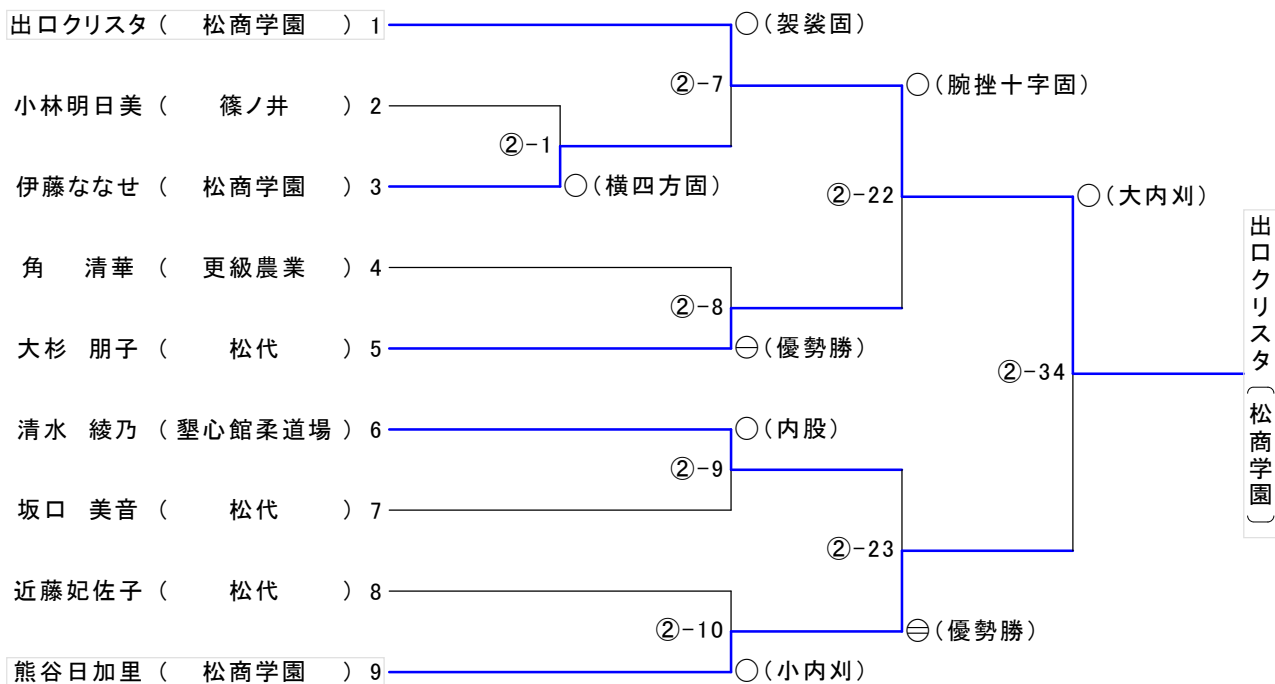 出口クリスタ ( 松商学園 ) 1
○(袈裟固)
②-7
○(腕挫十字固)
小林明日美 ( 篠ノ井 ) 2
②-1
伊藤ななせ ( 松商学園 ) 3
○(横四方固)
②-22
○(大内刈)
角 清華 ( 更級農業 ) 4
②-8
大杉 朋子 ( 松代 ) 5
㊀(優勢勝)
②-34
出口クリスタ(松商学園)
清水 綾乃 ( 墾心館柔道場 ) 6
○(内股)
②-9
坂口 美音 ( 松代 ) 7
②-23
近藤妃佐子 ( 松代 ) 8
②-10
㊁(優勢勝)
熊谷日加里 ( 松商学園 ) 9
○(小内刈)